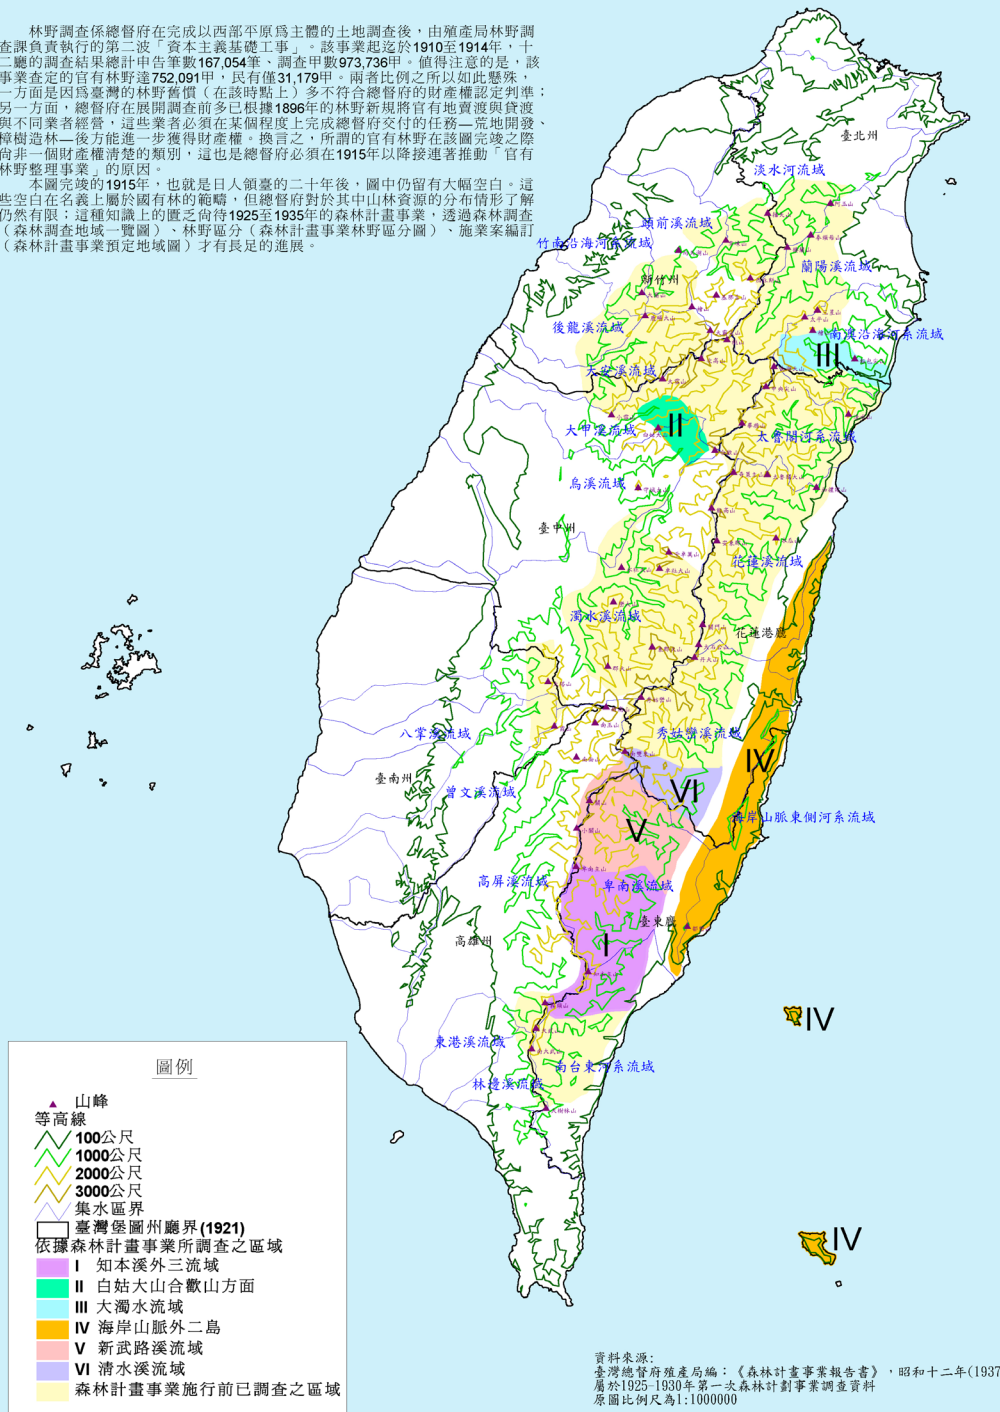 林野調查係總督府在完成以西部平原爲主體的土地調查後，由殖產局林野調
查課負責執行的第二波「資本主義基礎工事」。該事業起迄於1910至1914年，十
二廳的調查結果總計申告筆數167,054筆、調查甲數973,736甲。値得注意的是，該
事業查定的官有林野達752,091甲，民有僅31,179甲。兩者比例之所以如此懸殊，
一方面是因爲臺灣的林野舊慣（在該時點上）多不符合總督府的財產權認定判準；
另一方面，總督府在展開調查前多已根據1896年的林野新規將官有地賣渡與貸渡
與不同業者經營，這些業者必須在某個程度上完成總督府交付的任務—荒地開發、
樟樹造林—後方能進一步獲得財產權。換言之，所謂的官有林野在該圖完竣之際
尙非一個財產權清楚的類別，這也是總督府必須在1915年以降接連著推動「官有
林野整理事業」的原因。
本圖完竣的1915年，也就是日人領臺的二十年後，圖中仍留有大幅空白。這
些空白在名義上屬於國有林的範疇，但總督府對於其中山林資源的分布情形了解
仍然有限；這種知識上的匱乏尙待1925至1935年的森林計畫事業，透過森林調查
（森林調查地域一覽圖）、林野區分（森林計畫事業林野區分圖）、施業案編訂
（森林計畫事業預定地域圖）才有長足的進展。
臺北州
淡水河流域
頭前溪流域
竹南沿海河系流域
蘭陽溪流域
新竹州
後龍溪流域
南澳沿海河系流域
III
大安溪流域
大甲溪流域
II
太魯閣河系流域
烏溪流域
臺中州
花蓮溪流域
濁水溪流域
花蓮港廳
八掌溪流域
秀姑巒溪流域
IV
臺南州
曾文溪流域
VI
海岸山脈東側河系流域
V
高屏溪流域
卑南溪流域
臺東廳
高雄州
I
IV
東港溪流域
南台東河系流域
林邊溪流域
IV
圖例
山峰
等高線
100公尺
1000公尺
2000公尺
3000公尺
集水區界
臺灣堡圖州廳界(1921)
依據森林計畫事業所調查之區域
I 知本溪外三流域
II 白姑大山合歡山方面
III 大濁水流域
IV 海岸山脈外二島
V 新武路溪流域
VI 清水溪流域
森林計畫事業施行前已調查之區域
資料來源:
臺灣總督府殖產局編：《森林計畫事業報告書》，昭和十二年(1937
屬於1925-1930年第一次森林計劃事業調查資料
原圖比例尺為1:1000000